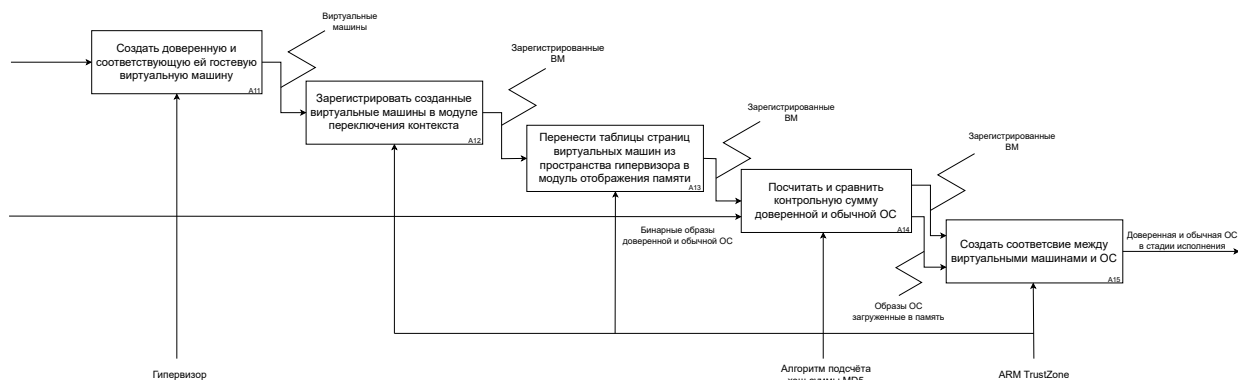 Виртуальные
машины
Создать доверенную и
соответствующую ей гостевую
виртуальную машину
A11
Зарегистрированные
ВМ
Зарегистрировать созданные
виртуальные машины в модуле
переключения контекста
A12
Зарегистрированные
ВМ
Перенести таблицы страниц
виртуальных машин из
пространства гипервизора в
модуль отображения памяти
A13
Зарегистрированные
ВМ
Посчитать и сравнить
контрольную сумму
доверенной и обычной ОС
A14
Бинарные образы
доверенной и обычной ОС
Создать соответсвие между
виртуальными машинами и ОС
A15
Доверенная и обычная ОС
в стадии исполнения
Образы ОС
загруженные в память
Гипервизор
Алгоритм подсчёта
хэш-суммы MD5
ARM TrustZone